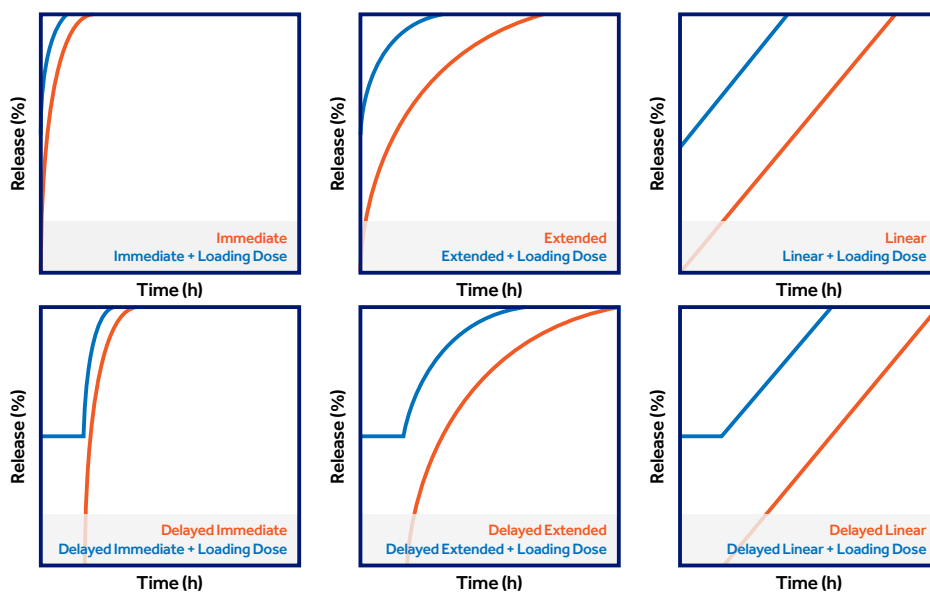 Release (%)
Immediate
Immediate + Loading Dose
Time (h)
Release (%)
Extended
Extended + Loading Dose
Time (h)
Release (%)
Linear
Linear + Loading Dose
Time (h)
Release (%)
Delayed Immediate
Delayed Immediate + Loading Dose
Time (h)
Release (%)
Delayed Extended
Delayed Extended + Loading Dose
Time (h)
Release (%)
Delayed Linear
Delayed Linear + Loading Dose
Time (h)